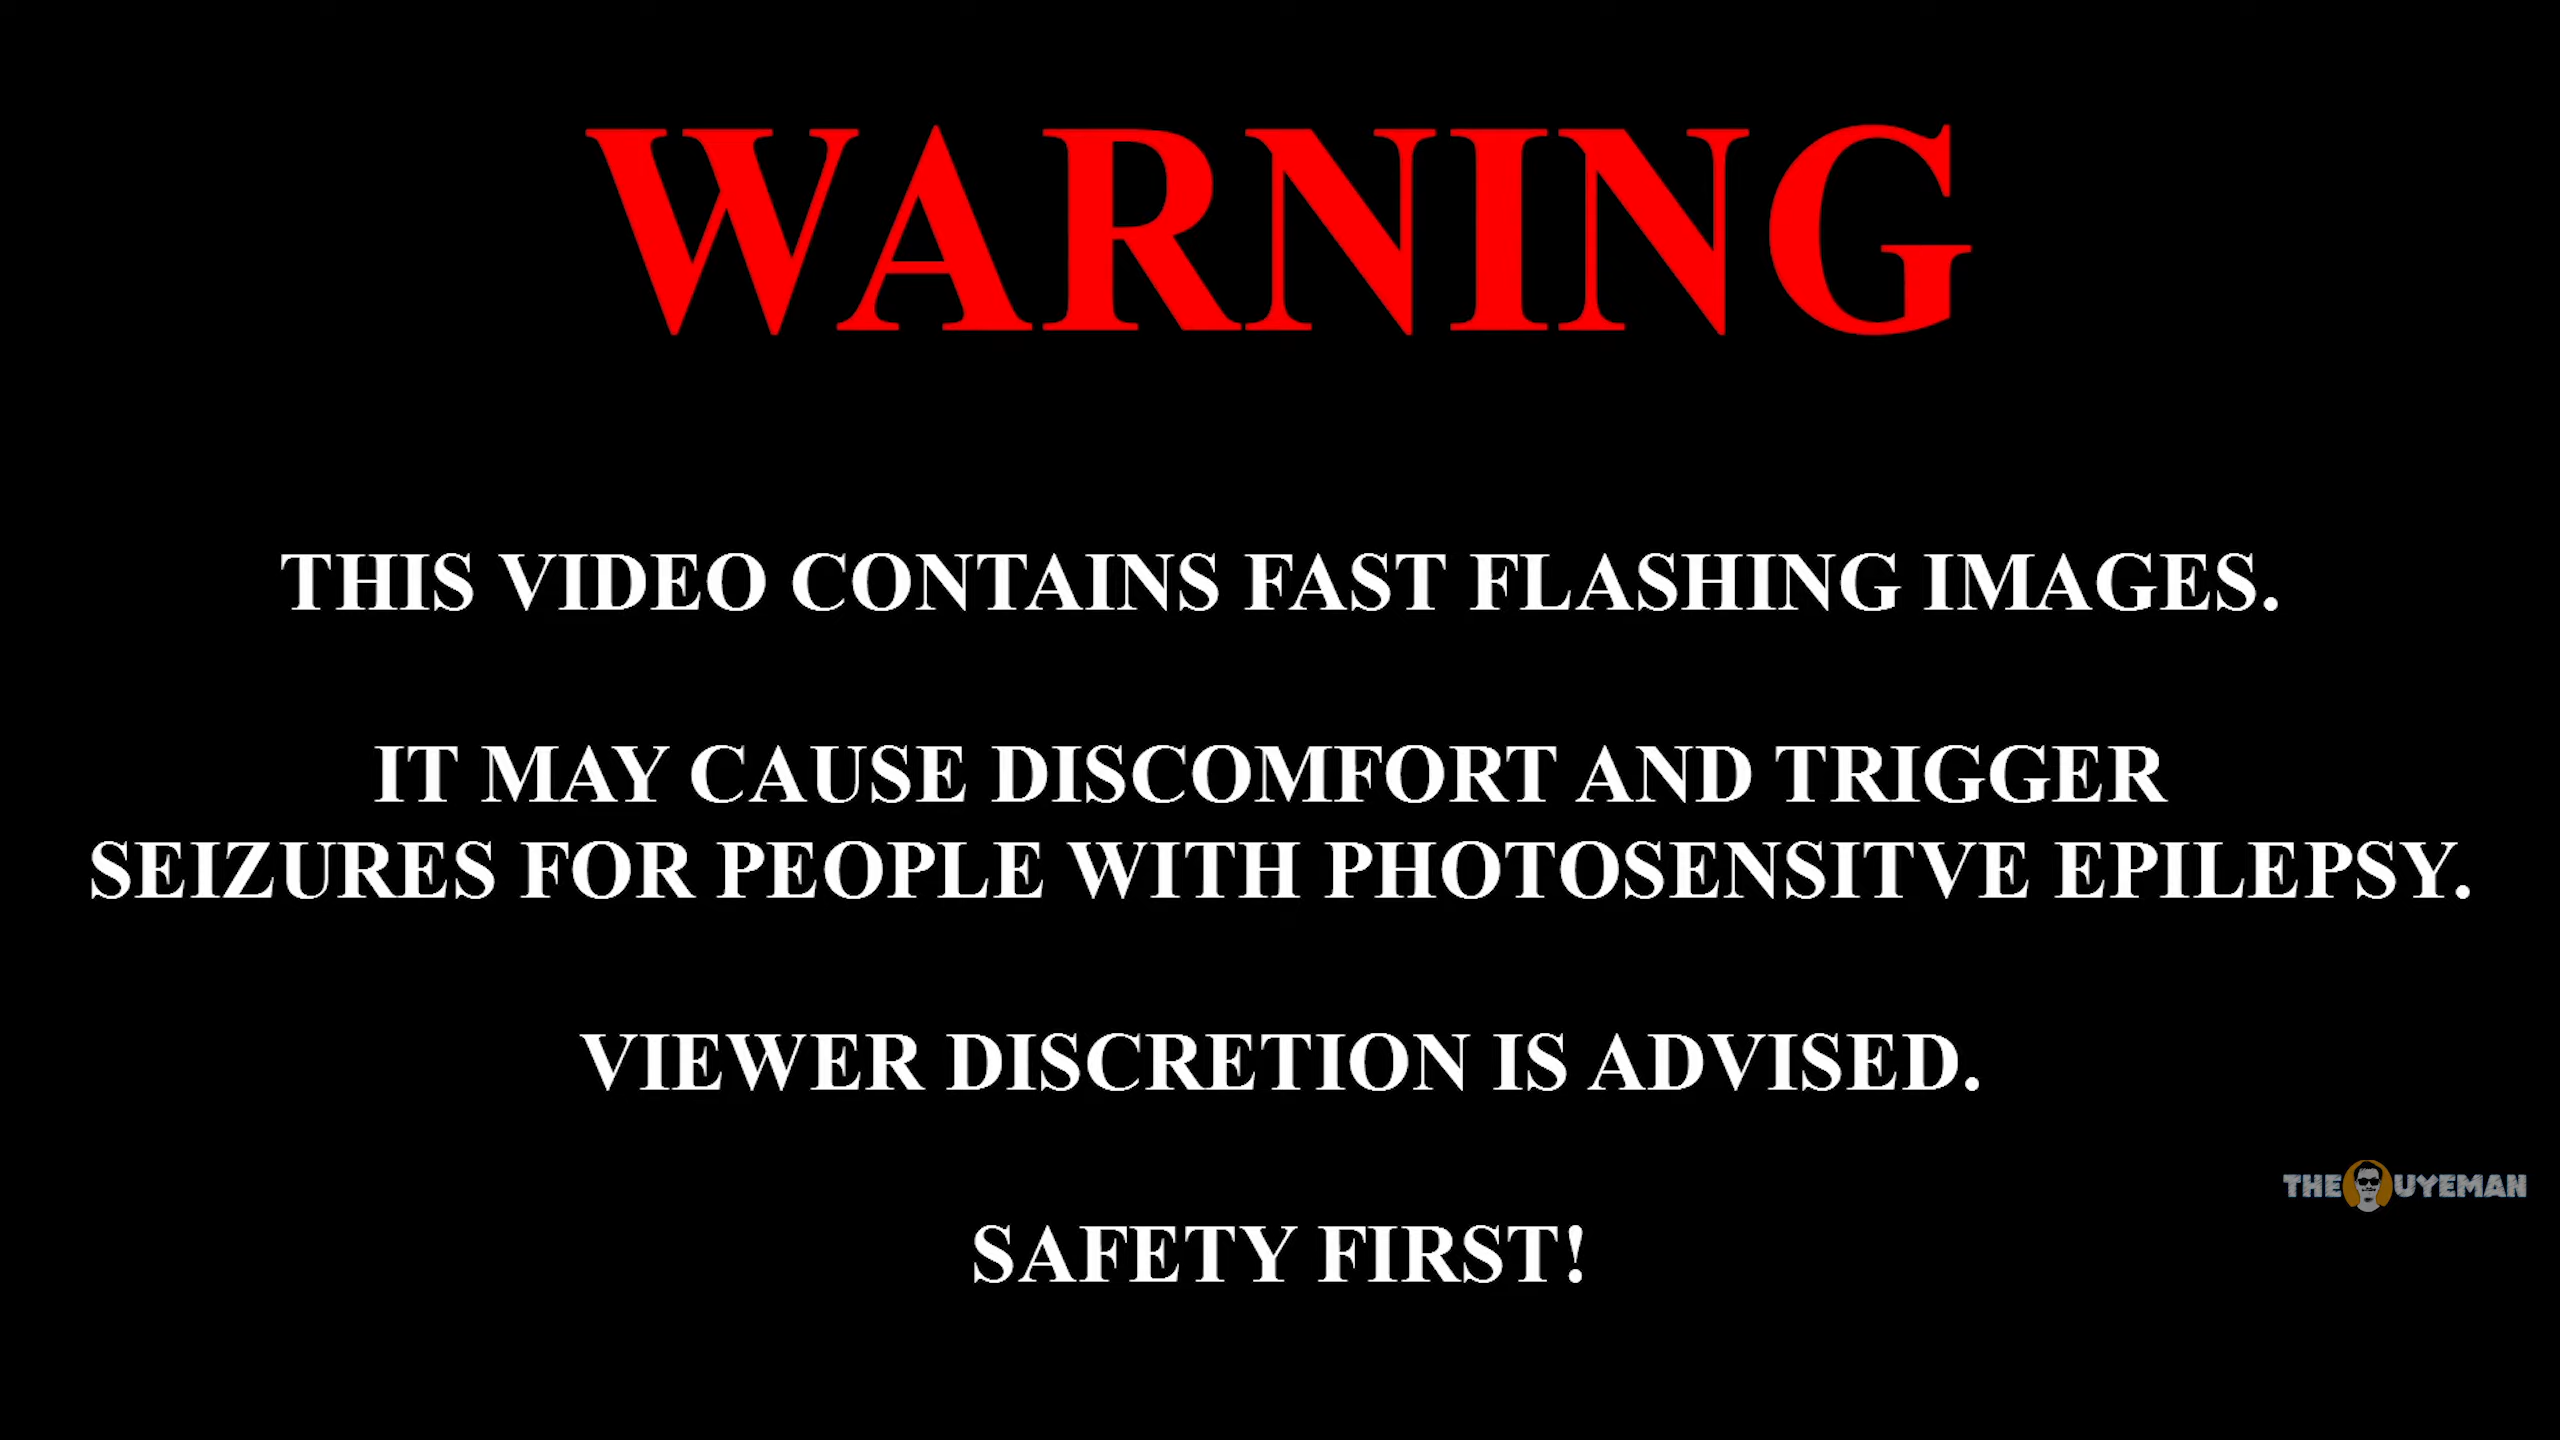 WARNING
THIS VIDEO CONTAINS FAST FLASHING IMAGES.
IT MAY CAUSE DISCOMFORT AND TRIGGER
SEIZURES FOR PEOPLE WITH PHOTOSENSITVE EPILEPSY.
VIEWER DISCRETION IS ADVISED.
THE UYEMAN
SAFETY FIRST!